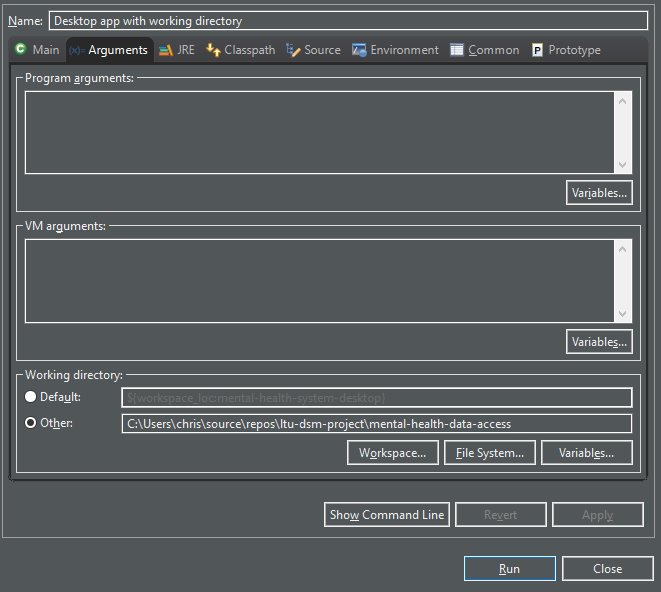 Name: Desktop app with working directory
Main Arguments JRE Classpath Source Environment Common Prototype
Program arguments:
Variables...
VM arguments:
Variables...
Working directory:
Default: ${workspace_loc:mental-health-system-desktop}
Other: C:\Users\chris\source\repos\ltu-dsm-project\mental-health-data-access
Workspace... File System... Variables...
Show Command Line Revert Apply
Run Close